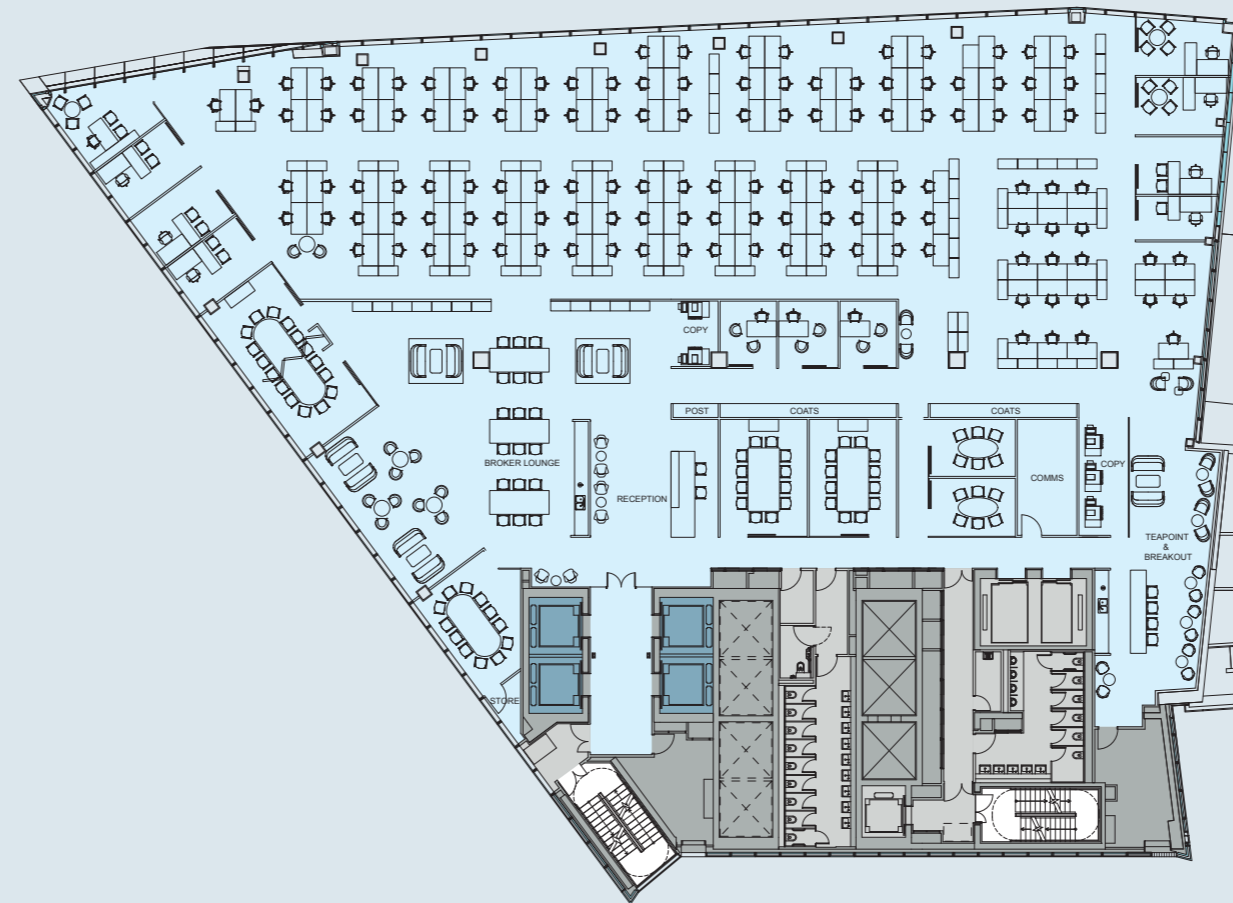 COPY
POST
COATS
COATS
BROKER LOUNGE
RECEPTION
COMMS
COPY
TEAPOINT
&
BREAKOUT
STORE